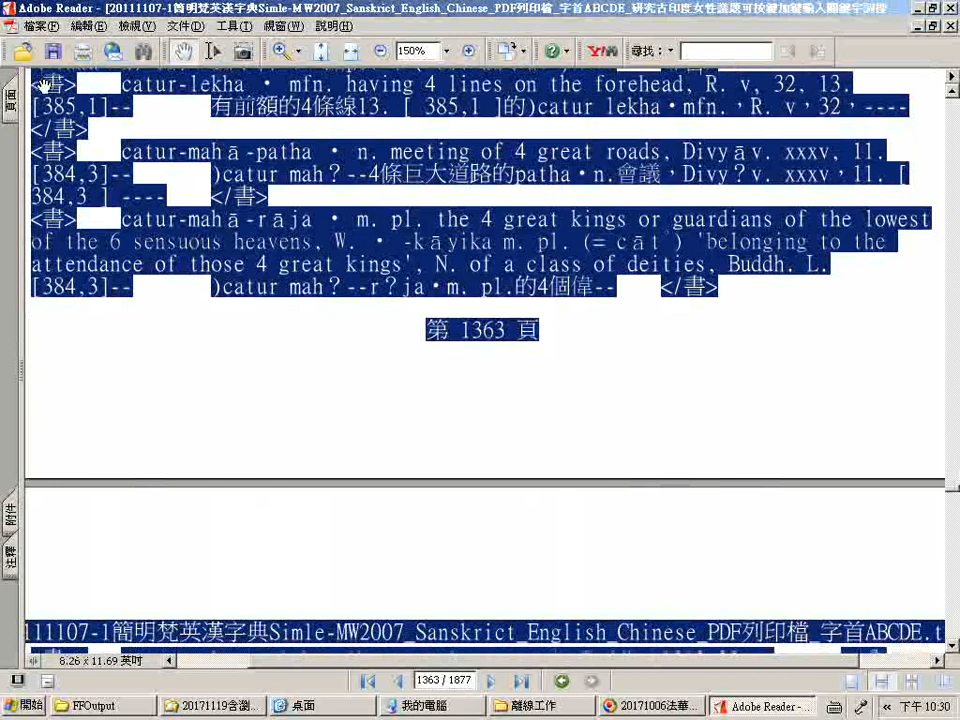 Adobe Reader - [20111107-1簡明梵英漢字典Simle-MW2007_Sanskrict_English_Chinese_PDF列印檔_字首ABCDE_研究古印度女性議題可按鍵加鍵輸入關鍵字詞搜
檔案(F) 編輯(E) 檢視(V) 文件(D) 工具(T) 視窗(W) 說明(H)
150% Y! 尋找:
頁面
<書> catur-lekha • mfn. having 4 lines on the forehead, R. v, 32, 13.
[385,1]-- 有前額的4條線13. [ 385,1 ]的)catur lekha•mfn.，R. v，32，----
</書>
<書> catur-mahā-patha • n. meeting of 4 great roads, Divyāv. xxxv, 11.
[384,3]-- )catur mah？--4條巨大道路的patha•n.會議，Divy？v. xxxv，11. [
384,3 ] ---- </書>
<書> catur-mahā-rāja • m. pl. the 4 great kings or guardians of the lowest
of the 6 sensuous heavens, W. • -kāyika m. pl. (= cāt°) 'belonging to the
attendance of those 4 great kings', N. of a class of deities, Buddh. L.
[384,3]-- )catur mah？--r？ja•m. pl.的4個偉-- </書>
第 1363 頁
附件
注釋
111107-1簡明梵英漢字典Simle-MW2007_Sanskrict_English_Chinese_PDF列印檔_字首ABCDE.t
8.26 x 11.69 英吋
1363 / 1877
開始 FFOutput 20171119含瀏... 桌面 我的電腦 離線工作 20171006法華... Adobe Reader -... 下午 10:30